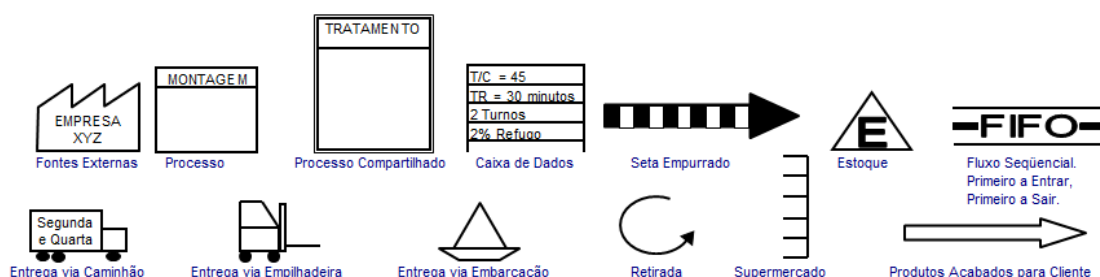 TRATAMENTO
MONTAGEM
T/C = 45
TR = 30 minutos
2 Turnos
2% Refugo
EMPRESA
XYZ
E
FIFO
Fontes Externas
Processo
Processo Compartilhado
Caixa de Dados
Seta Empurrado
Estoque
Fluxo Seqüencial.
Primeiro a Entrar,
Primeiro a Sair.
Segunda
e Quarta
Entrega via Caminhão
Entrega via Empilhadeira
Entrega via Embarcação
Retirada
Supermercado
Produtos Acabados para Cliente